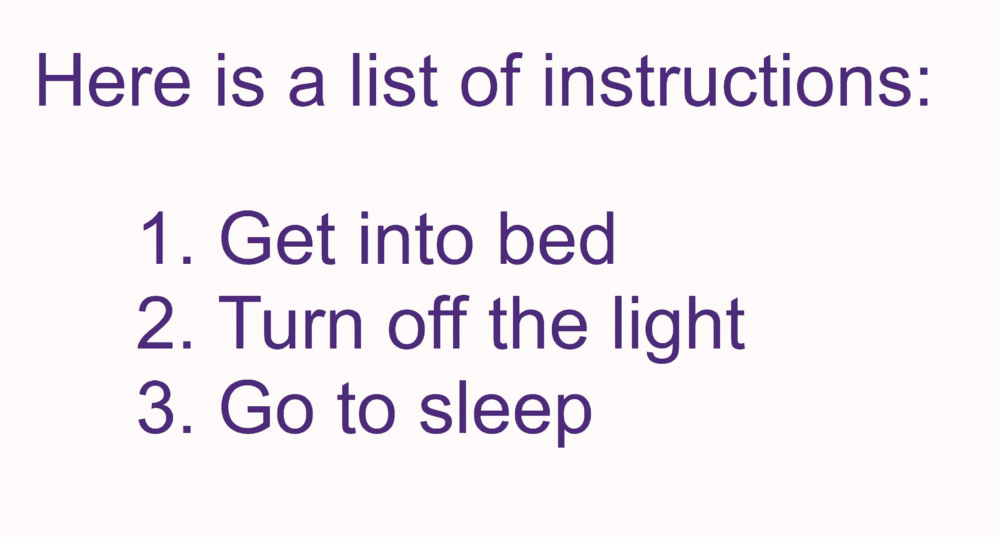 Here is a list of instructions:
1. Get into bed
2. Turn off the light
3. Go to sleep